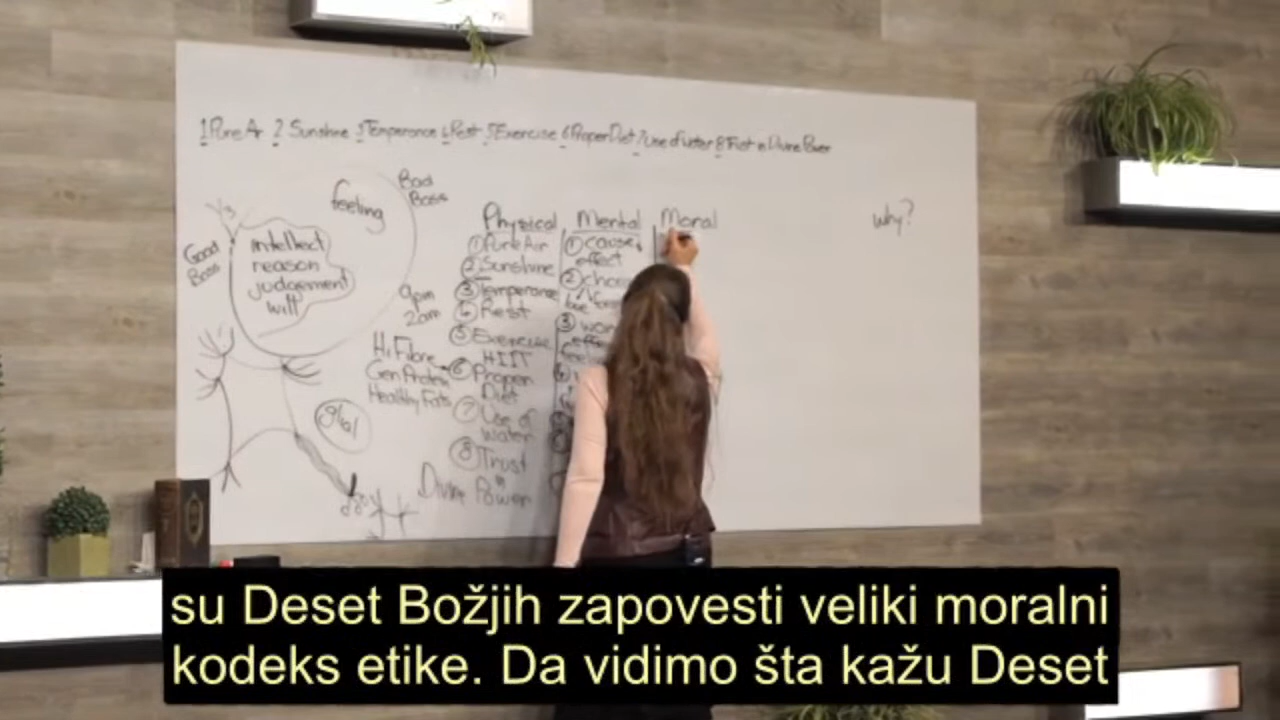 1 Pure Air 2 Sunshine 3 Temperance 4 Rest 5 Exercise 6 Proper Diet 7 Use of Water 8 Trust in Divine Power
Bad
Boss
feeling
Good
Boss
intellect
reason
judgement
will
9pm
2am
Hi Fibre
Gen Protein
Healthy Fats
glial
Physical
① Pure Air
② Sunshine
③ Temperance
④ Rest
⑤ Exercise
HIIT
⑥ Proper
Diet
⑦ Use of
Water
⑧ Trust
in
Divine Power
Mental
① cause &
effect
②
③
Moral
why?
su Deset Božjih zapovesti veliki moralni
kodeks etike. Da vidimo šta kažu Deset